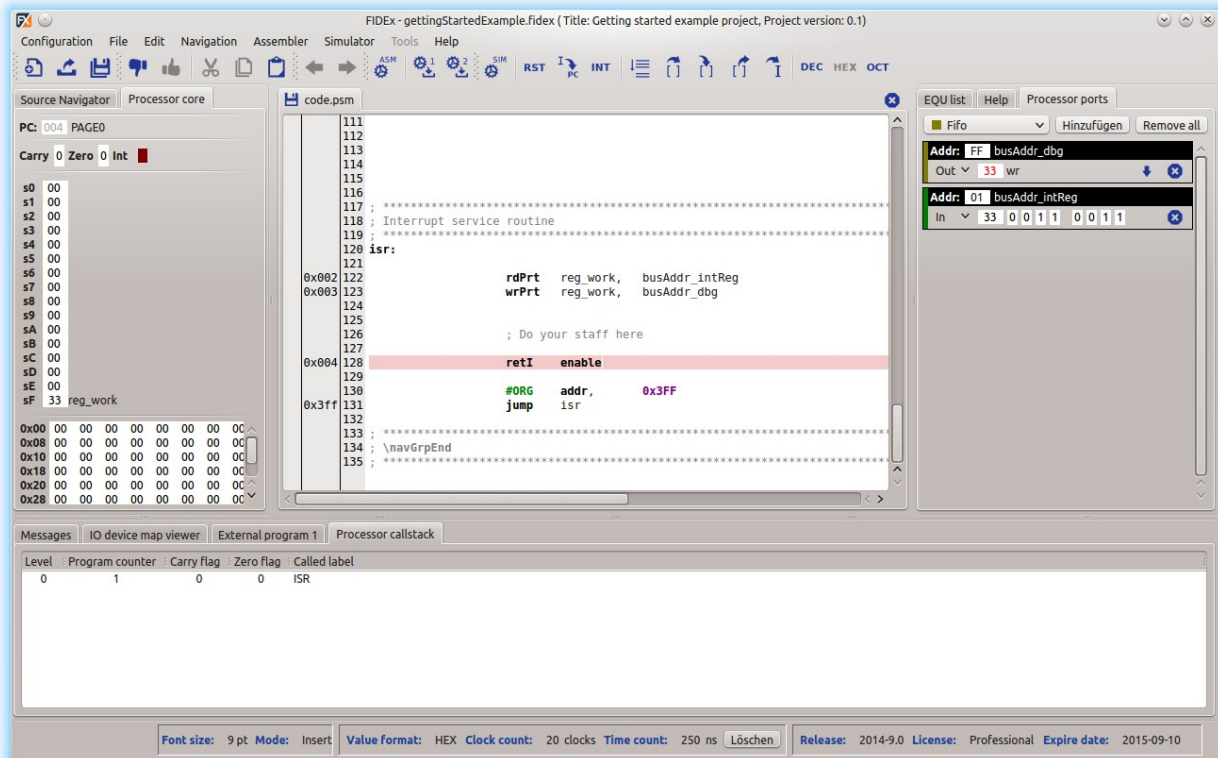 FIDEx - gettingStartedExample.fidex ( Title: Getting started example project, Project version: 0.1)
Configuration File Edit Navigation Assembler Simulator Tools Help
ASM 1 2 SIM RST I PC INT I DEC HEX OCT
Source Navigator Processor core
PC: 004 PAGE0
Carry 0 Zero 0 Int
s0 00
s1 00
s2 00
s3 00
s4 00
s5 00
s6 00
s7 00
s8 00
s9 00
sA 00
sB 00
sC 00
sD 00
sE 00
sF 33 reg_work
0x00 00 00 00 00 00 00 00 00
0x08 00 00 00 00 00 00 00 00
0x10 00 00 00 00 00 00 00 00
0x18 00 00 00 00 00 00 00 00
0x20 00 00 00 00 00 00 00 00
0x28 00 00 00 00 00 00 00 00
code.psm
111
112
113
114
115
116
117 ; ******************************************************************************
118 ; Interrupt service routine
119 ; ******************************************************************************
120 isr:
121
0x002 122 rdPrt reg_work, busAddr_intReg
0x003 123 wrPrt reg_work, busAddr_dbg
124
125
126 ; Do your staff here
127
0x004 128 retI enable
129
130 #ORG addr, 0x3FF
0x3ff 131 jump isr
132
133 ; ******************************************************************************
134 ; \navGrpEnd
135 ; ******************************************************************************
EQU list Help Processor ports
Fifo Hinzufügen Remove all
Addr: FF busAddr_dbg
Out 33 wr
Addr: 01 busAddr_intReg
In 33 0 0 1 1 0 0 1 1
Messages IO device map viewer External program 1 Processor callstack
Level Program counter Carry flag Zero flag Called label
0 1 0 0 ISR
Font size: 9 pt Mode: Insert Value format: HEX Clock count: 20 clocks Time count: 250 ns Löschen Release: 2014-9.0 License: Professional Expire date: 2015-09-10